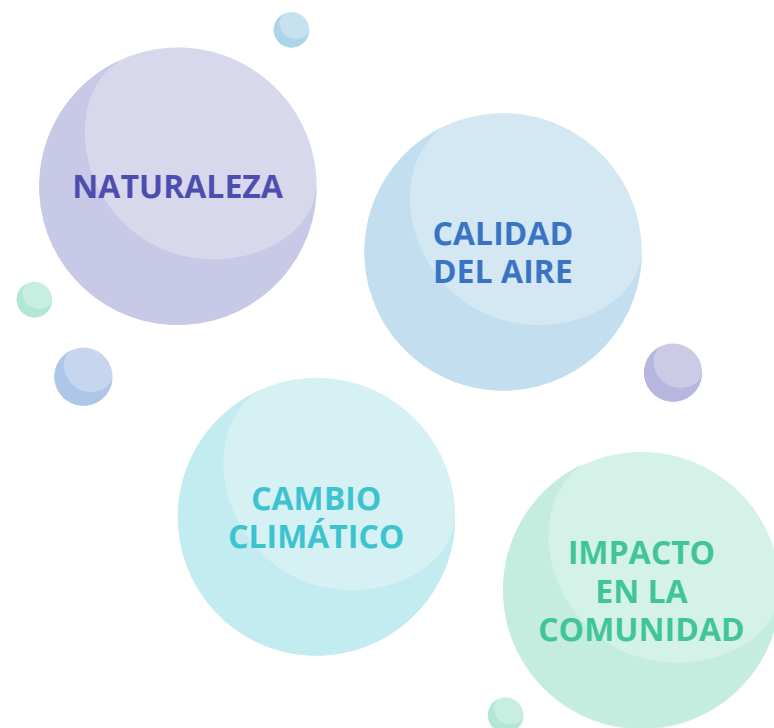 NATURALEZA
CALIDAD
DEL AIRE
CAMBIO
CLIMÁTICO
IMPACTO
EN LA
COMUNIDAD